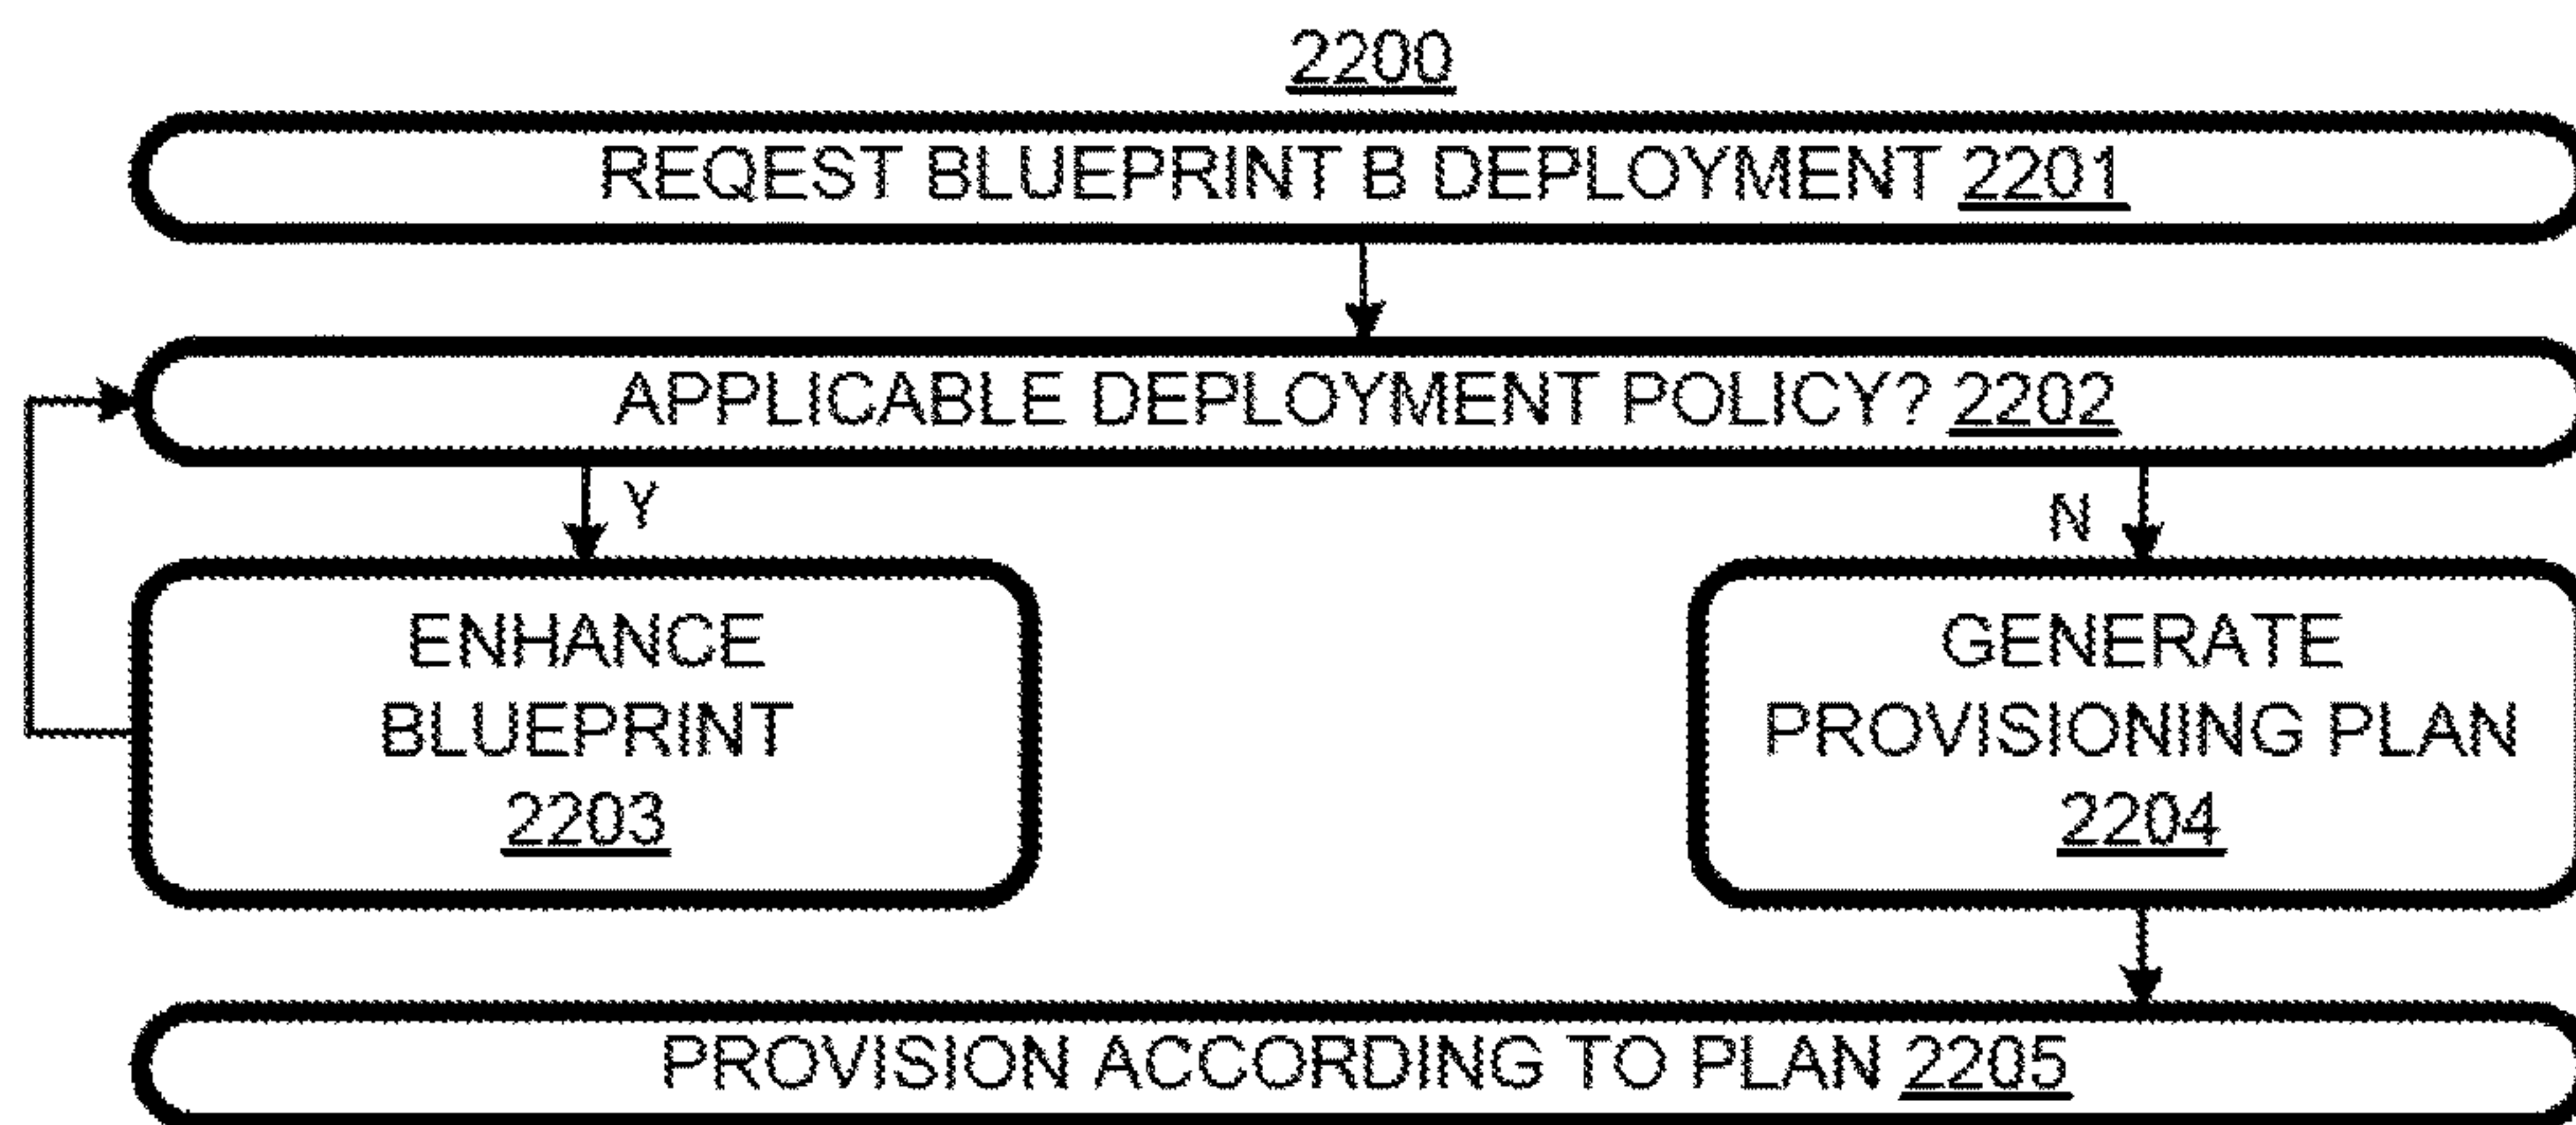 2200
REQEST BLUEPRINT B DEPLOYMENT 2201
APPLICABLE DEPLOYMENT POLICY? 2202
Y
N
ENHANCE
BLUEPRINT
2203
GENERATE
PROVISIONING PLAN
2204
PROVISION ACCORDING TO PLAN 2205